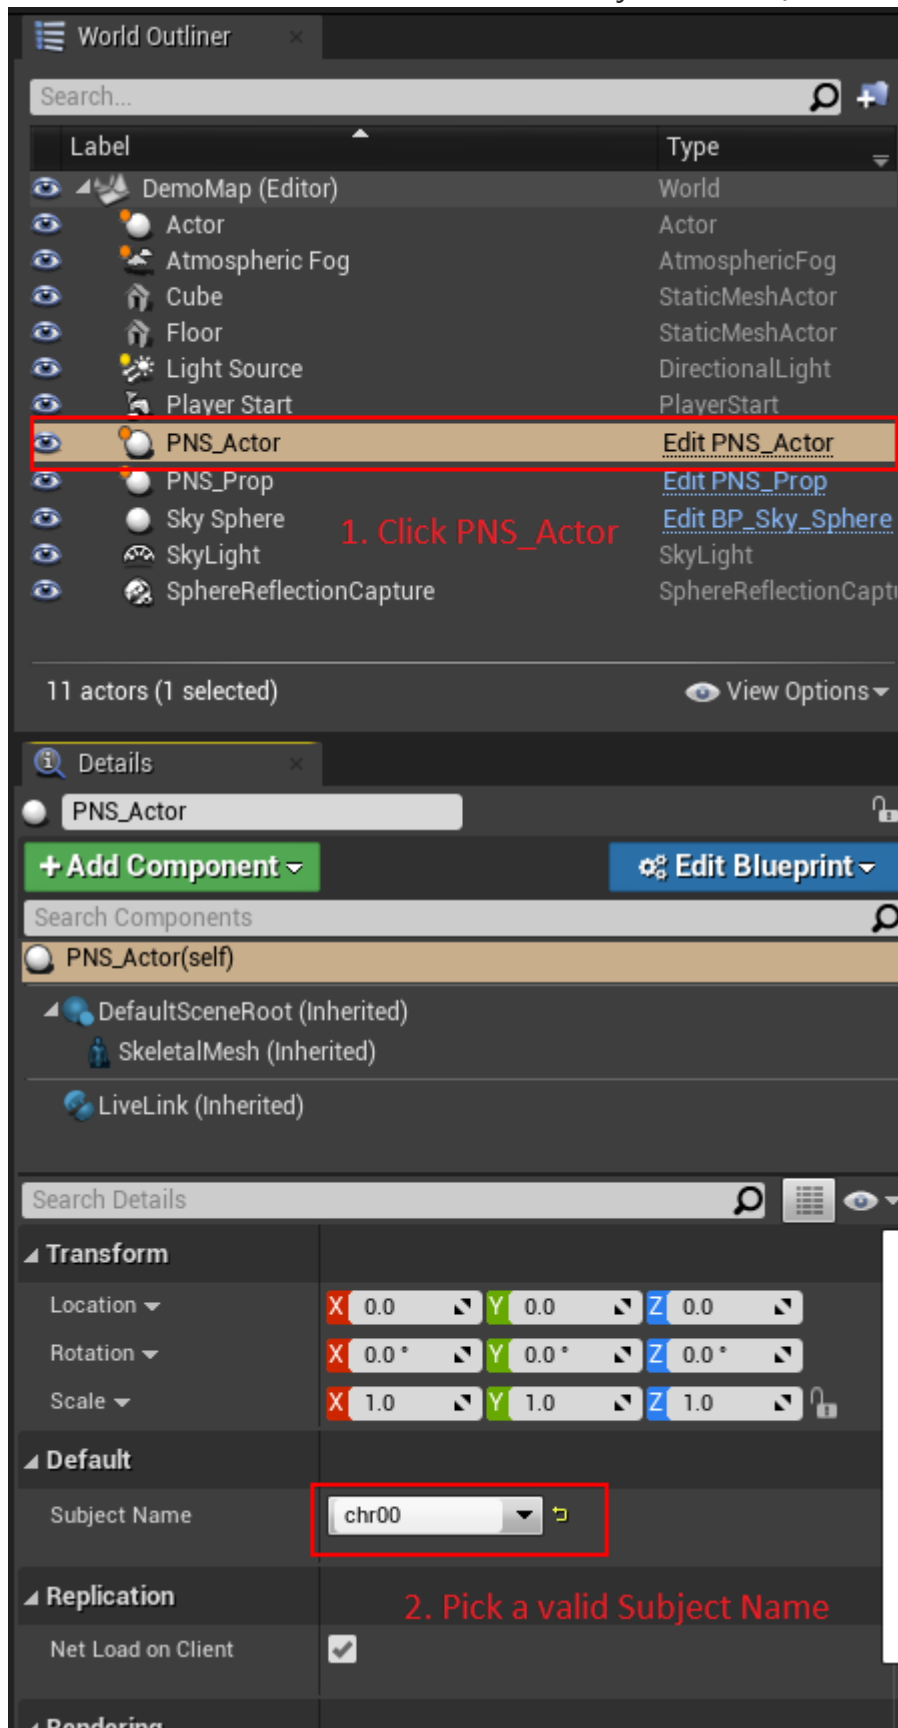 World Outliner
Search...
Label Type
DemoMap (Editor) World
Actor Actor
Atmospheric Fog AtmosphericFog
Cube StaticMeshActor
Floor StaticMeshActor
Light Source DirectionalLight
Player Start PlayerStart
PNS_Actor Edit PNS_Actor
PNS_Prop Edit PNS_Prop
Sky Sphere Edit BP_Sky_Sphere
1. Click PNS_Actor
SkyLight SkyLight
SphereReflectionCapture SphereReflectionCapt
11 actors (1 selected) View Options
Details
PNS_Actor
+ Add Component Edit Blueprint
Search Components
PNS_Actor(self)
DefaultSceneRoot (Inherited)
SkeletalMesh (Inherited)
LiveLink (Inherited)
Search Details
Transform
Location X 0.0 Y 0.0 Z 0.0
Rotation X 0.0 ° Y 0.0 ° Z 0.0 °
Scale X 1.0 Y 1.0 Z 1.0
Default
Subject Name chr00
Replication
2. Pick a valid Subject Name
Net Load on Client
Rendering